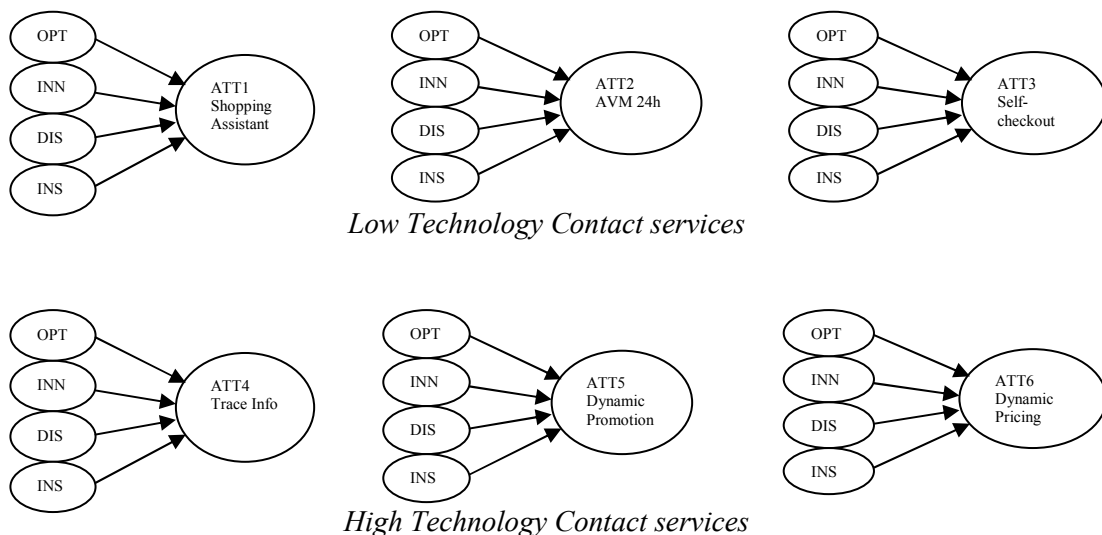 OPT
INN
DIS
INS
ATT1
Shopping
Assistant
OPT
INN
DIS
INS
ATT2
AVM 24h
OPT
INN
DIS
INS
ATT3
Self-
checkout
Low Technology Contact services
OPT
INN
DIS
INS
ATT4
Trace Info
OPT
INN
DIS
INS
ATT5
Dynamic
Promotion
OPT
INN
DIS
INS
ATT6
Dynamic
Pricing
High Technology Contact services